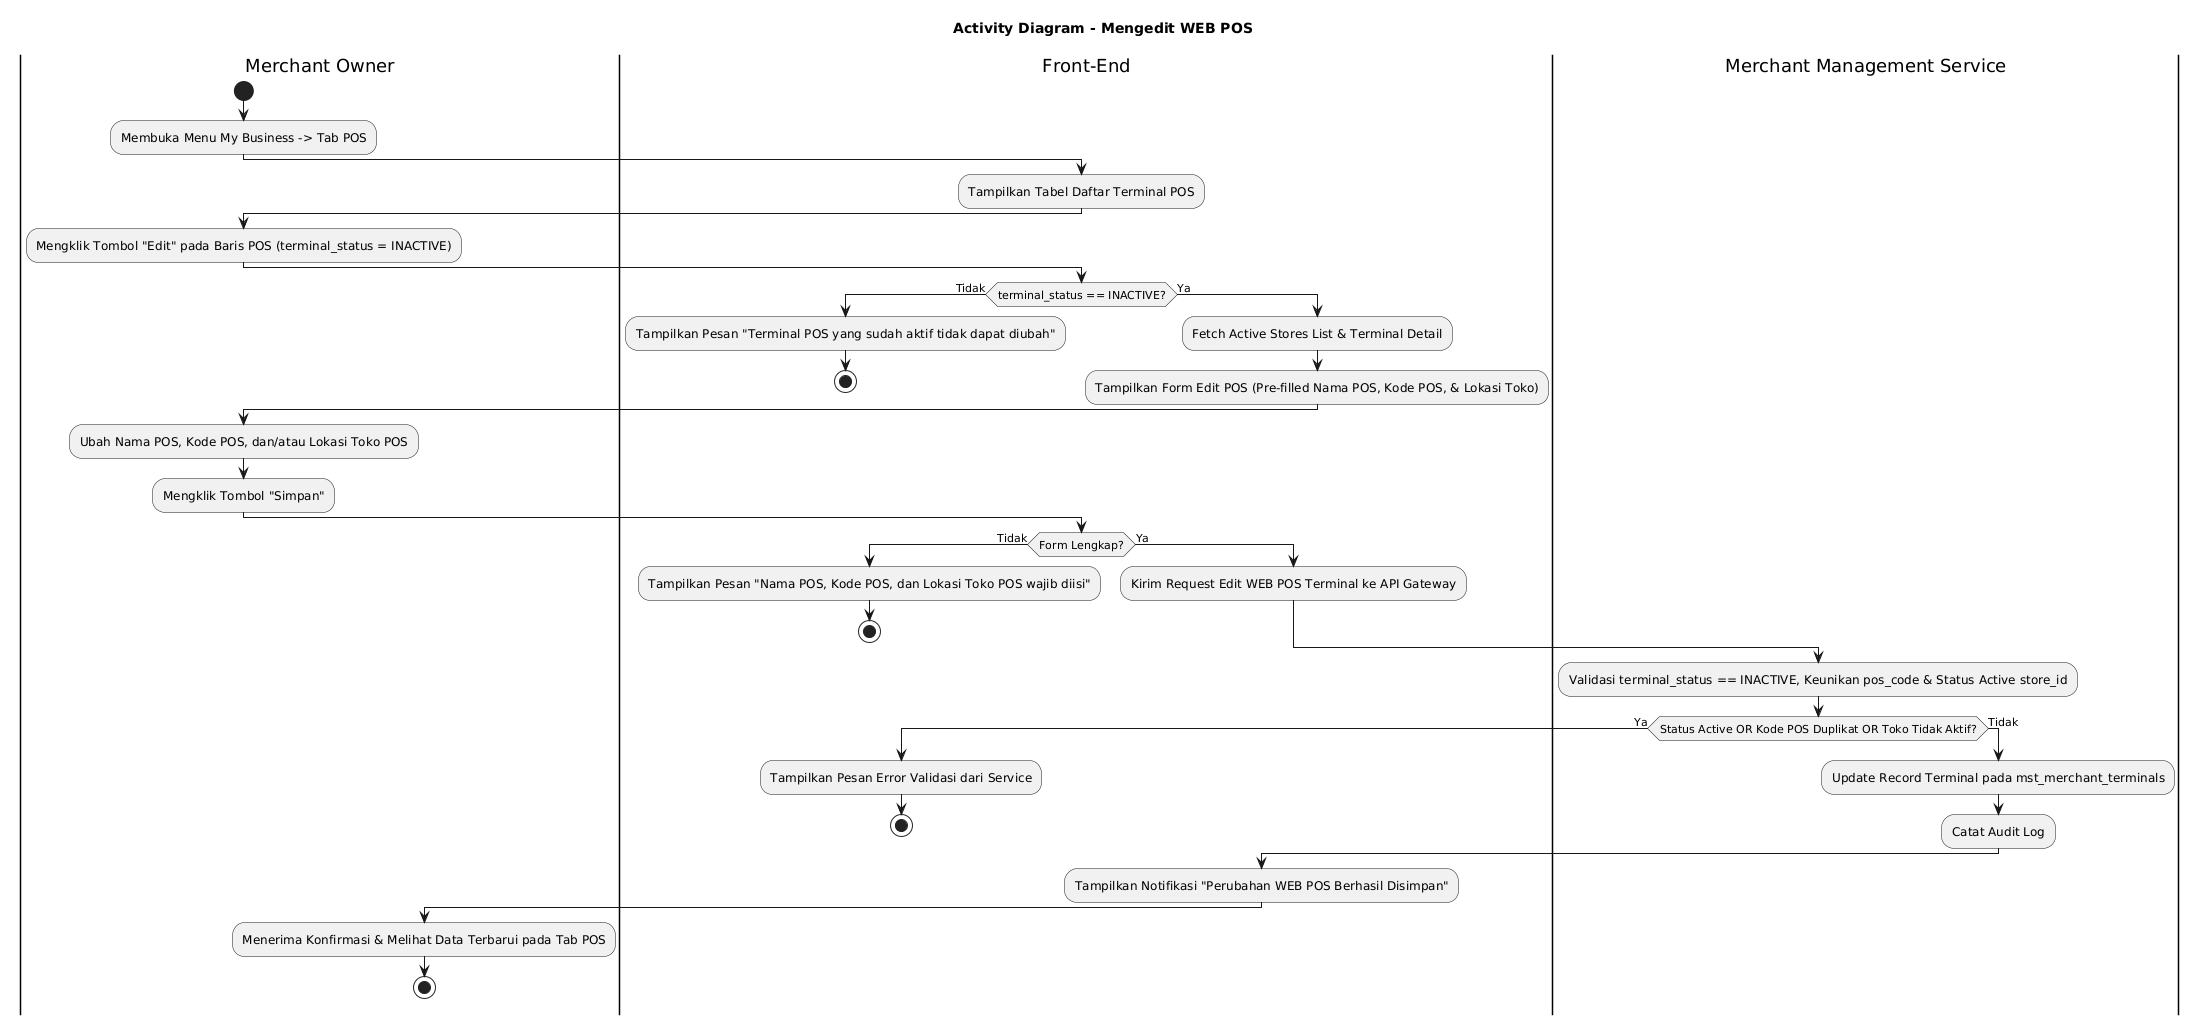 Activity Diagram - Mengedit WEB POS
Merchant Owner
Front-End
Merchant Management Service
Membuka Menu My Business -> Tab POS
Tampilkan Tabel Daftar Terminal POS
Mengklik Tombol "Edit" pada Baris POS (terminal_status = INACTIVE)
Tidak
terminal_status == INACTIVE?
Ya
Tampilkan Pesan "Terminal POS yang sudah aktif tidak dapat diubah"
Fetch Active Stores List & Terminal Detail
Tampilkan Form Edit POS (Pre-filled Nama POS, Kode POS, & Lokasi Toko)
Ubah Nama POS, Kode POS, dan/atau Lokasi Toko POS
Mengklik Tombol "Simpan"
Tidak
Form Lengkap?
Ya
Tampilkan Pesan "Nama POS, Kode POS, dan Lokasi Toko POS wajib diisi"
Kirim Request Edit WEB POS Terminal ke API Gateway
Validasi terminal_status == INACTIVE, Keunikan pos_code & Status Active store_id
Ya
Status Active OR Kode POS Duplikat OR Toko Tidak Aktif?
Tidak
Tampilkan Pesan Error Validasi dari Service
Update Record Terminal pada mst_merchant_terminals
Catat Audit Log
Tampilkan Notifikasi "Perubahan WEB POS Berhasil Disimpan"
Menerima Konfirmasi & Melihat Data Terbarui pada Tab POS